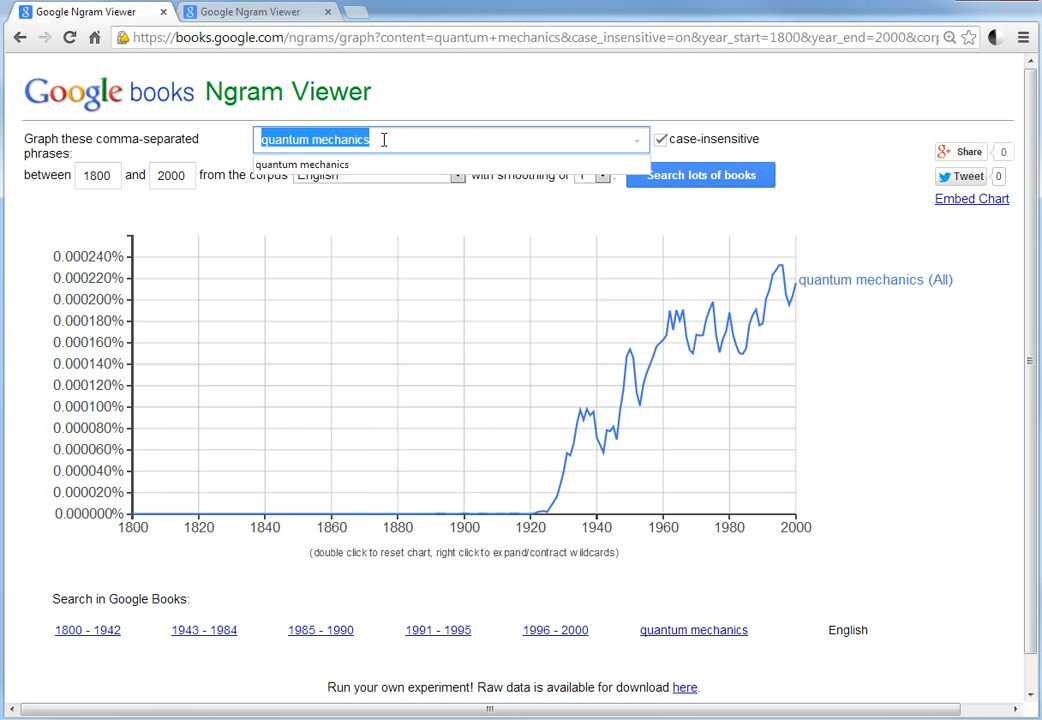 Google Ngram Viewer
Google Ngram Viewer
https://books.google.com/ngrams/graph?content=quantum+mechanics&case_insensitive=on&year_start=1800&year_end=2000&corp
Google books Ngram Viewer
Graph these comma-separated phrases:
quantum mechanics
case-insensitive
quantum mechanics
between 1800 and 2000 from the corpus English with smoothing of 1 .
Search lots of books
Share 0
Tweet 0
Embed Chart
0.000240%
0.000220%
0.000200%
0.000180%
0.000160%
0.000140%
0.000120%
0.000100%
0.000080%
0.000060%
0.000040%
0.000020%
0.000000%
quantum mechanics (All)
1800 1820 1840 1860 1880 1900 1920 1940 1960 1980 2000
(double click to reset chart, right click to expand/contract wildcards)
Search in Google Books:
1800 - 1942 1943 - 1984 1985 - 1990 1991 - 1995 1996 - 2000 quantum mechanics English
Run your own experiment! Raw data is available for download here.